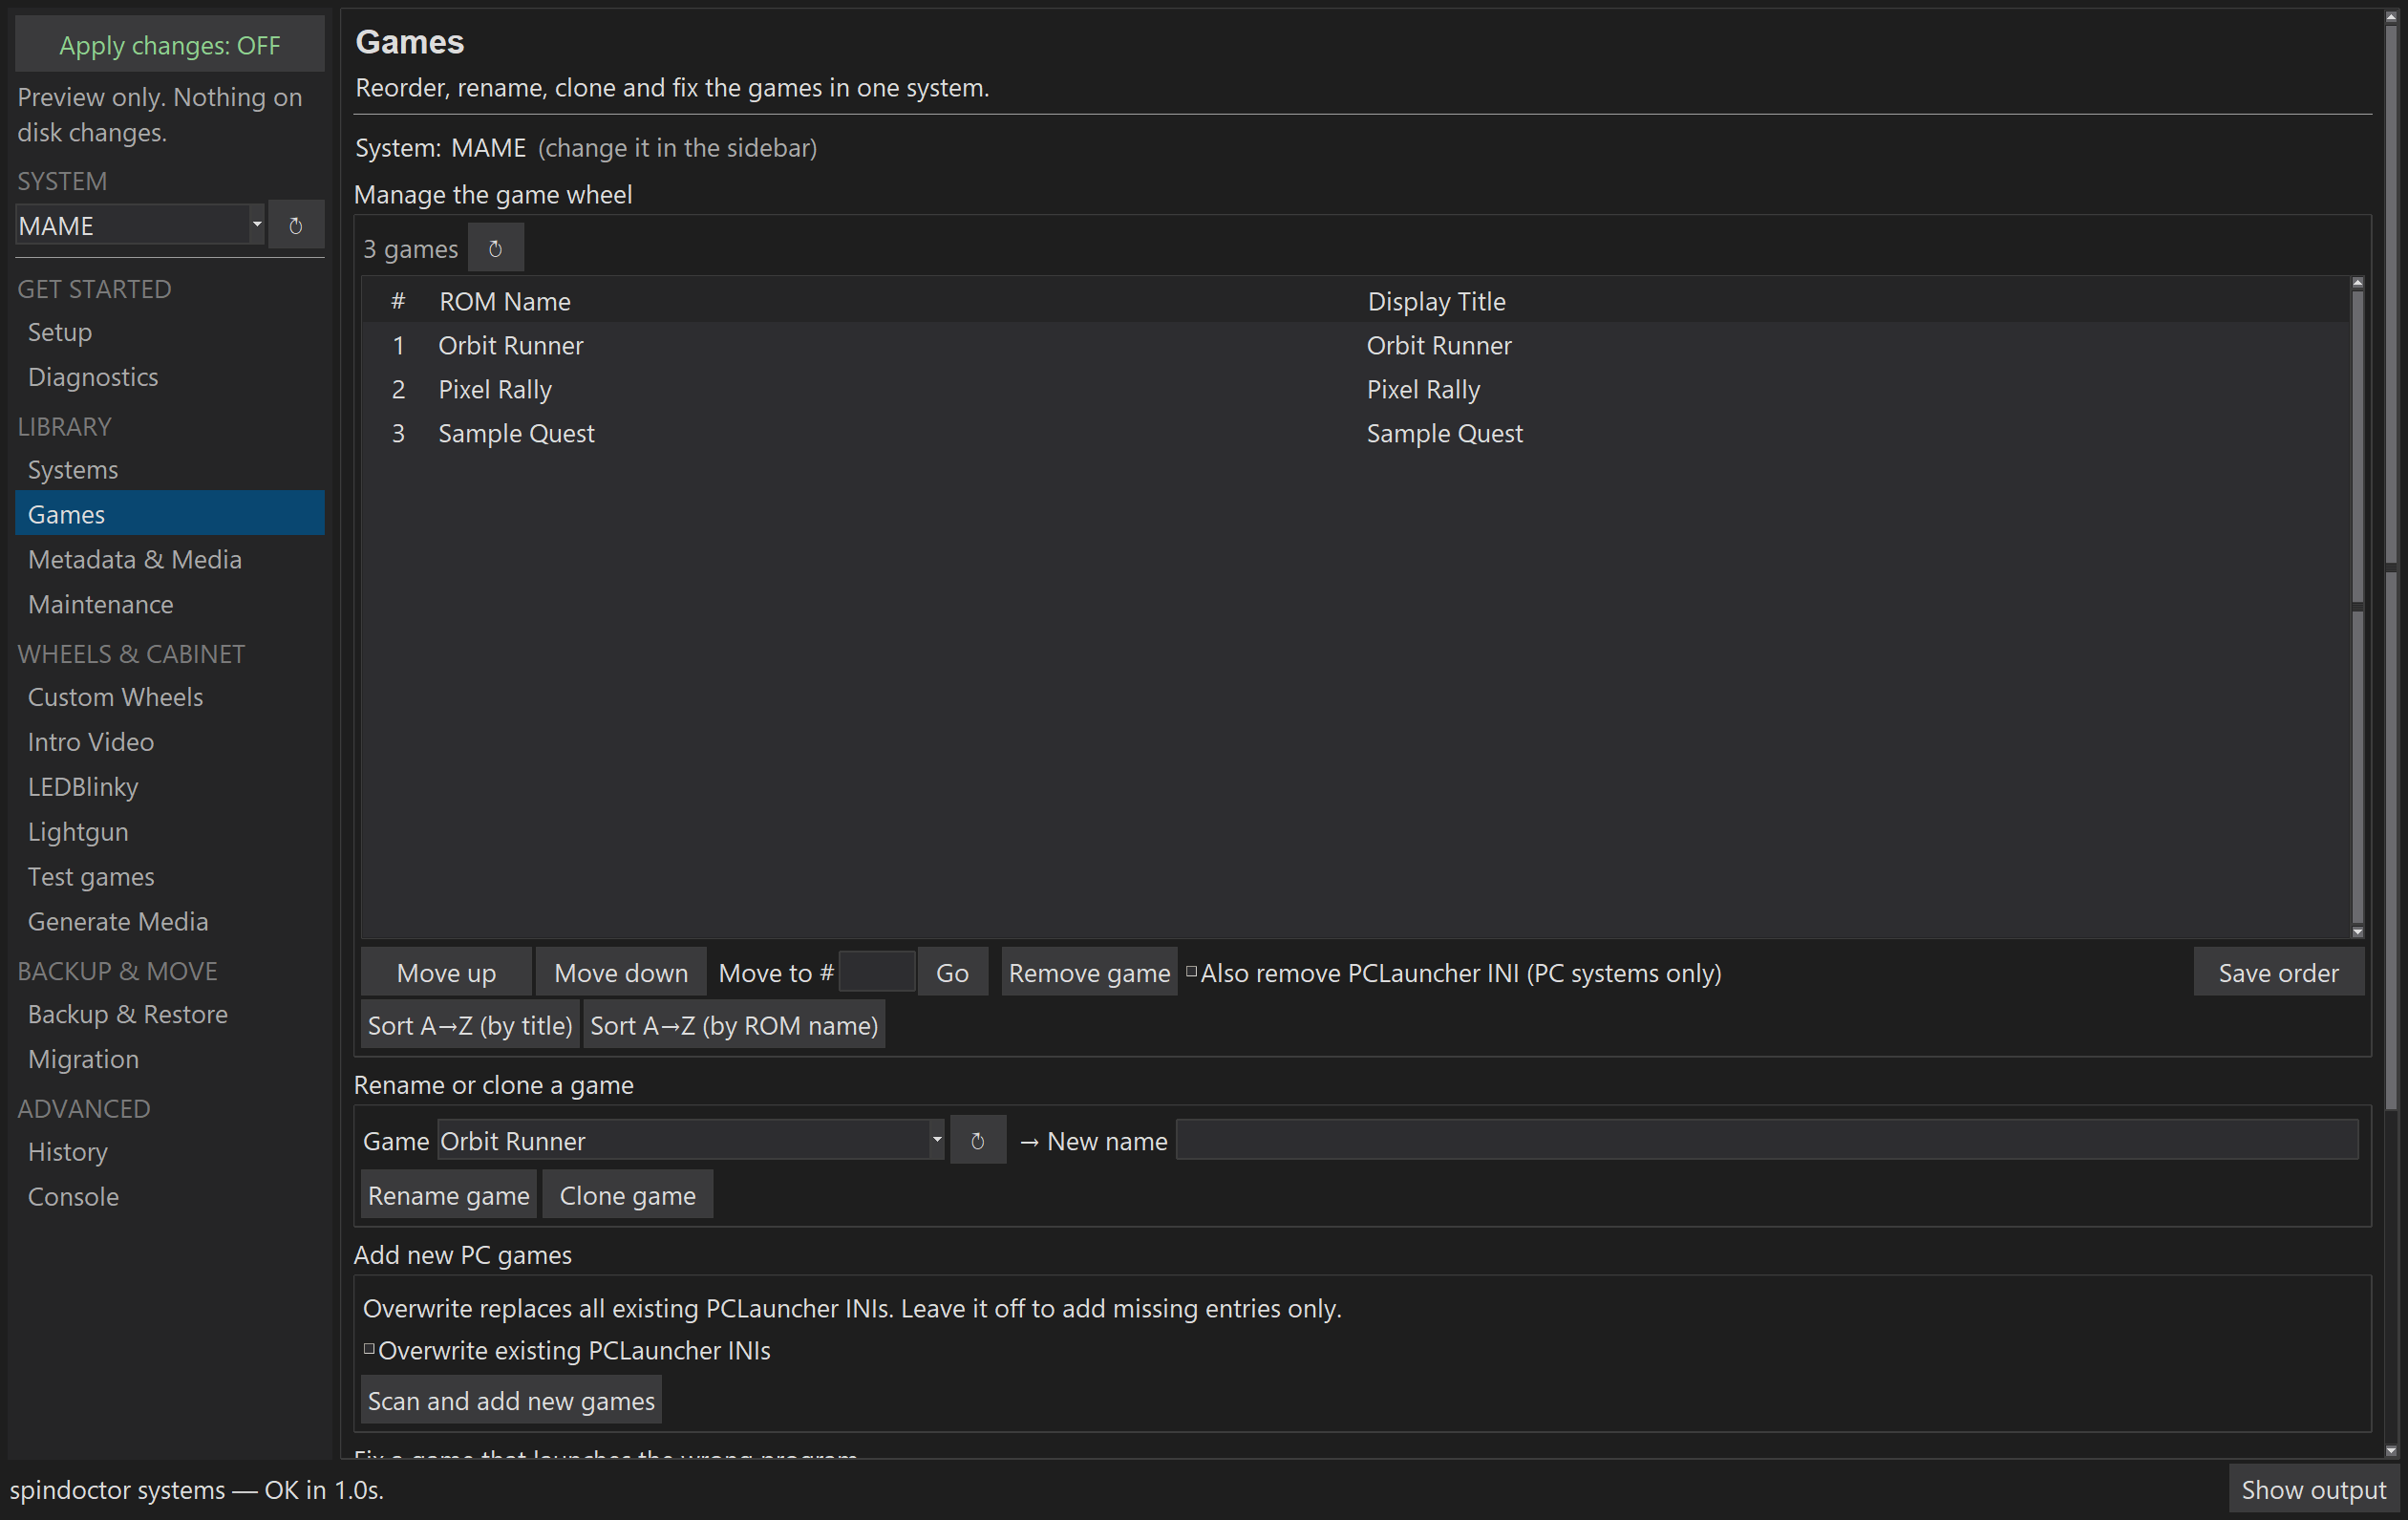 Apply changes: OFF
Preview only. Nothing on
disk changes.
SYSTEM
MAME
GET STARTED
Setup
Diagnostics
LIBRARY
Systems
Games
Metadata & Media
Maintenance
WHEELS & CABINET
Custom Wheels
Intro Video
LEDBlinky
Lightgun
Test games
Generate Media
BACKUP & MOVE
Backup & Restore
Migration
ADVANCED
History
Console
Games
Reorder, rename, clone and fix the games in one system.
System: MAME (change it in the sidebar)
Manage the game wheel
3 games
# ROM Name Display Title
1 Orbit Runner Orbit Runner
2 Pixel Rally Pixel Rally
3 Sample Quest Sample Quest
Move up Move down Move to # Go Remove game Also remove PCLauncher INI (PC systems only) Save order
Sort A→Z (by title) Sort A→Z (by ROM name)
Rename or clone a game
Game Orbit Runner → New name
Rename game Clone game
Add new PC games
Overwrite replaces all existing PCLauncher INIs. Leave it off to add missing entries only.
Overwrite existing PCLauncher INIs
Scan and add new games
Fix a game that launches the wrong program
spindoctor systems — OK in 1.0s.
Show output